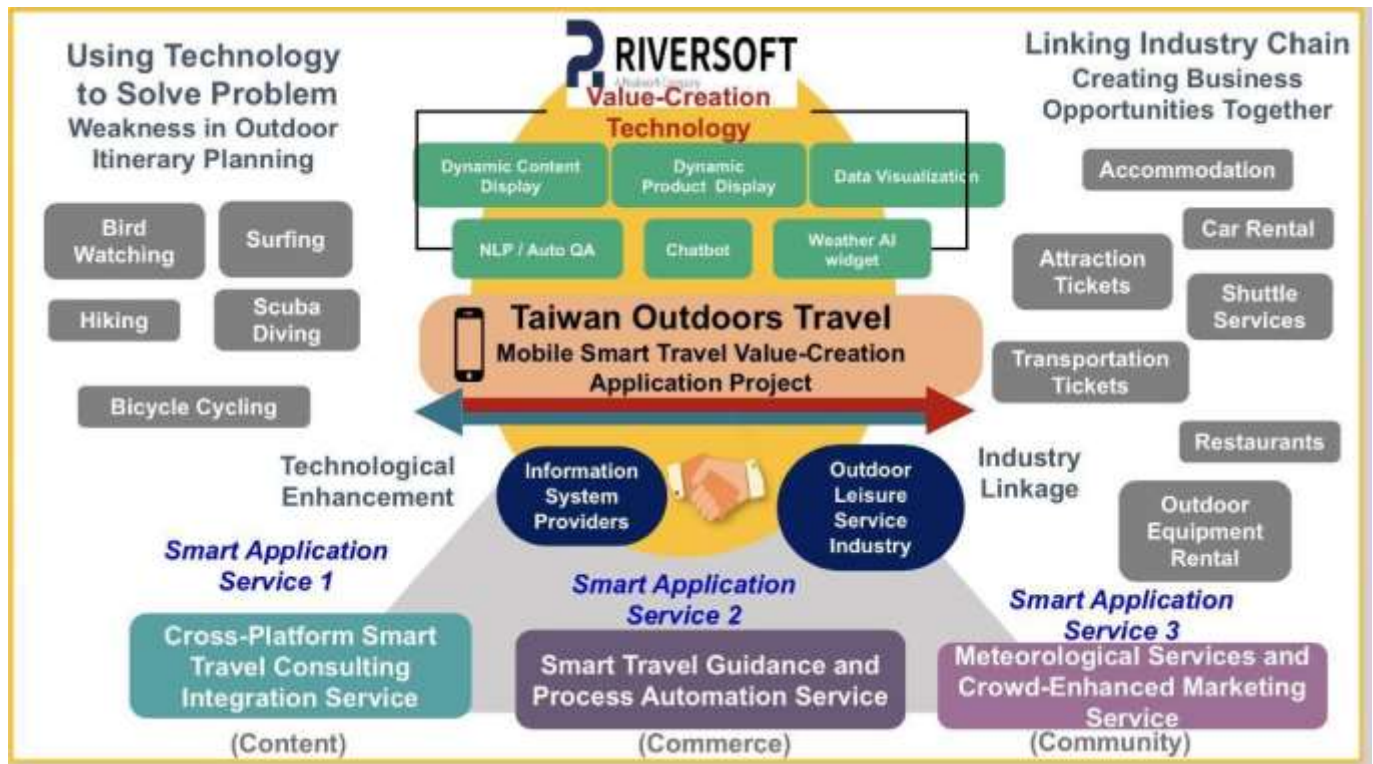 Using Technology
to Solve Problem
Weakness in Outdoor
Itinerary Planning
Bird
Watching
Surfing
Hiking
Scuba
Diving
Bicycle Cycling
RIVERSOFT
Value-Creation
Technology
Dynamic Content
Display
Dynamic
Product Display
Data Visualization
NLP / Auto QA
Chatbot
Weather AI
widget
Taiwan Outdoors Travel
Mobile Smart Travel Value-Creation
Application Project
Linking Industry Chain
Creating Business
Opportunities Together
Accommodation
Car Rental
Attraction
Tickets
Shuttle
Services
Transportation
Tickets
Restaurants
Outdoor
Equipment
Rental
Technological
Enhancement
Information
System
Providers
Outdoor
Leisure
Service
Industry
Industry
Linkage
Smart Application
Service 1
Cross-Platform Smart
Travel Consulting
Integration Service
(Content)
Smart Application
Service 2
Smart Travel Guidance and
Process Automation Service
(Commerce)
Smart Application
Service 3
Meteorological Services and
Crowd-Enhanced Marketing
Service
(Community)